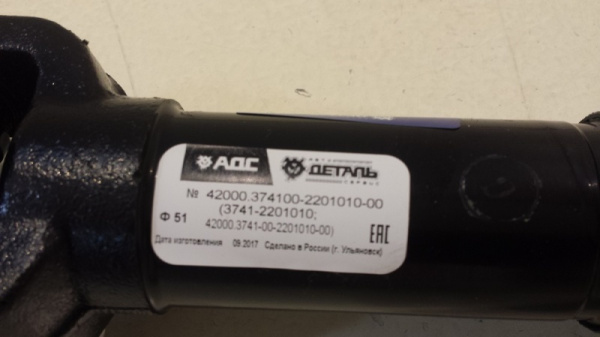 АДС
ДЕТАЛЬ
СЕРВИС
№ 42000.374100-2201010-00
(3741-2201010;
Ф 51
42000.3741-00-2201010-00)
ЕАС
Дата изготовления 09.2017 Сделано в России (г. Ульяновск)